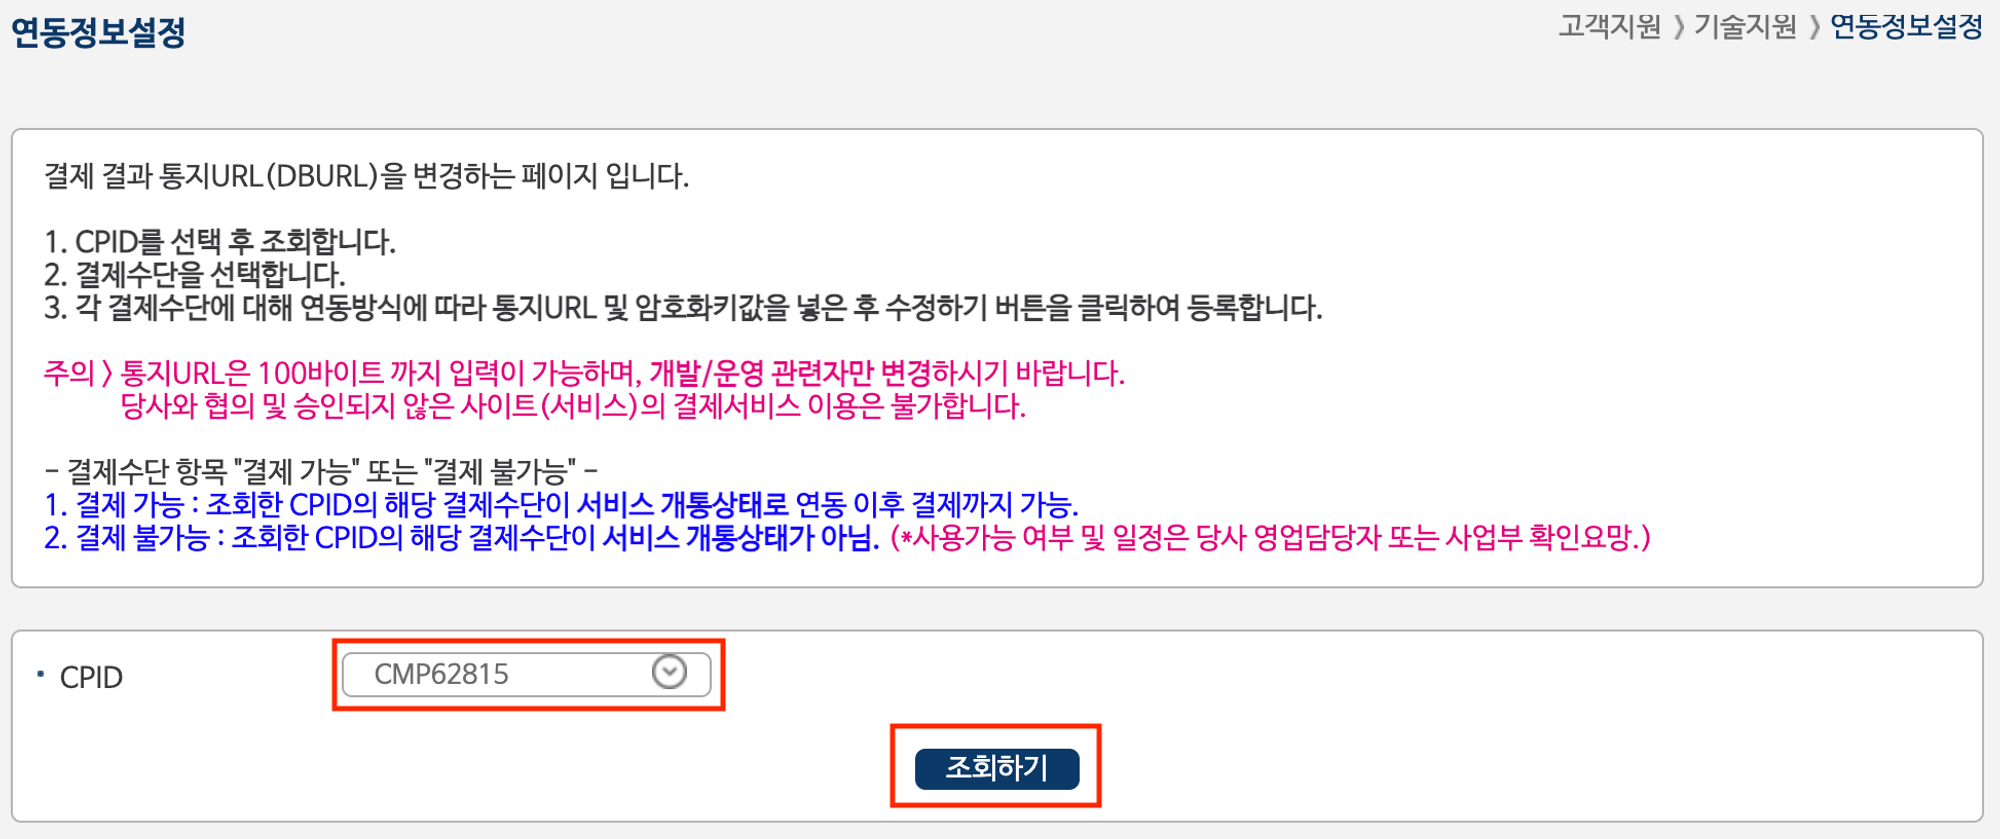 연동정보설정
고객지원 > 기술지원 > 연동정보설정
결제 결과 통지URL(DBURL)을 변경하는 페이지 입니다.
1. CPID를 선택 후 조회합니다.
2. 결제수단을 선택합니다.
3. 각 결제수단에 대해 연동방식에 따라 통지URL 및 암호화키값을 넣은 후 수정하기 버튼을 클릭하여 등록합니다.
주의 > 통지URL은 100바이트 까지 입력이 가능하며, 개발/운영 관련자만 변경하시기 바랍니다.
당사와 협의 및 승인되지 않은 사이트(서비스)의 결제서비스 이용은 불가합니다.
- 결제수단 항목 "결제 가능" 또는 "결제 불가능" -
1. 결제 가능 : 조회한 CPID의 해당 결제수단이 서비스 개통상태로 연동 이후 결제까지 가능.
2. 결제 불가능 : 조회한 CPID의 해당 결제수단이 서비스 개통상태가 아님. (*사용가능 여부 및 일정은 당사 영업담당자 또는 사업부 확인요망.)
· CPID CMP62815
조회하기